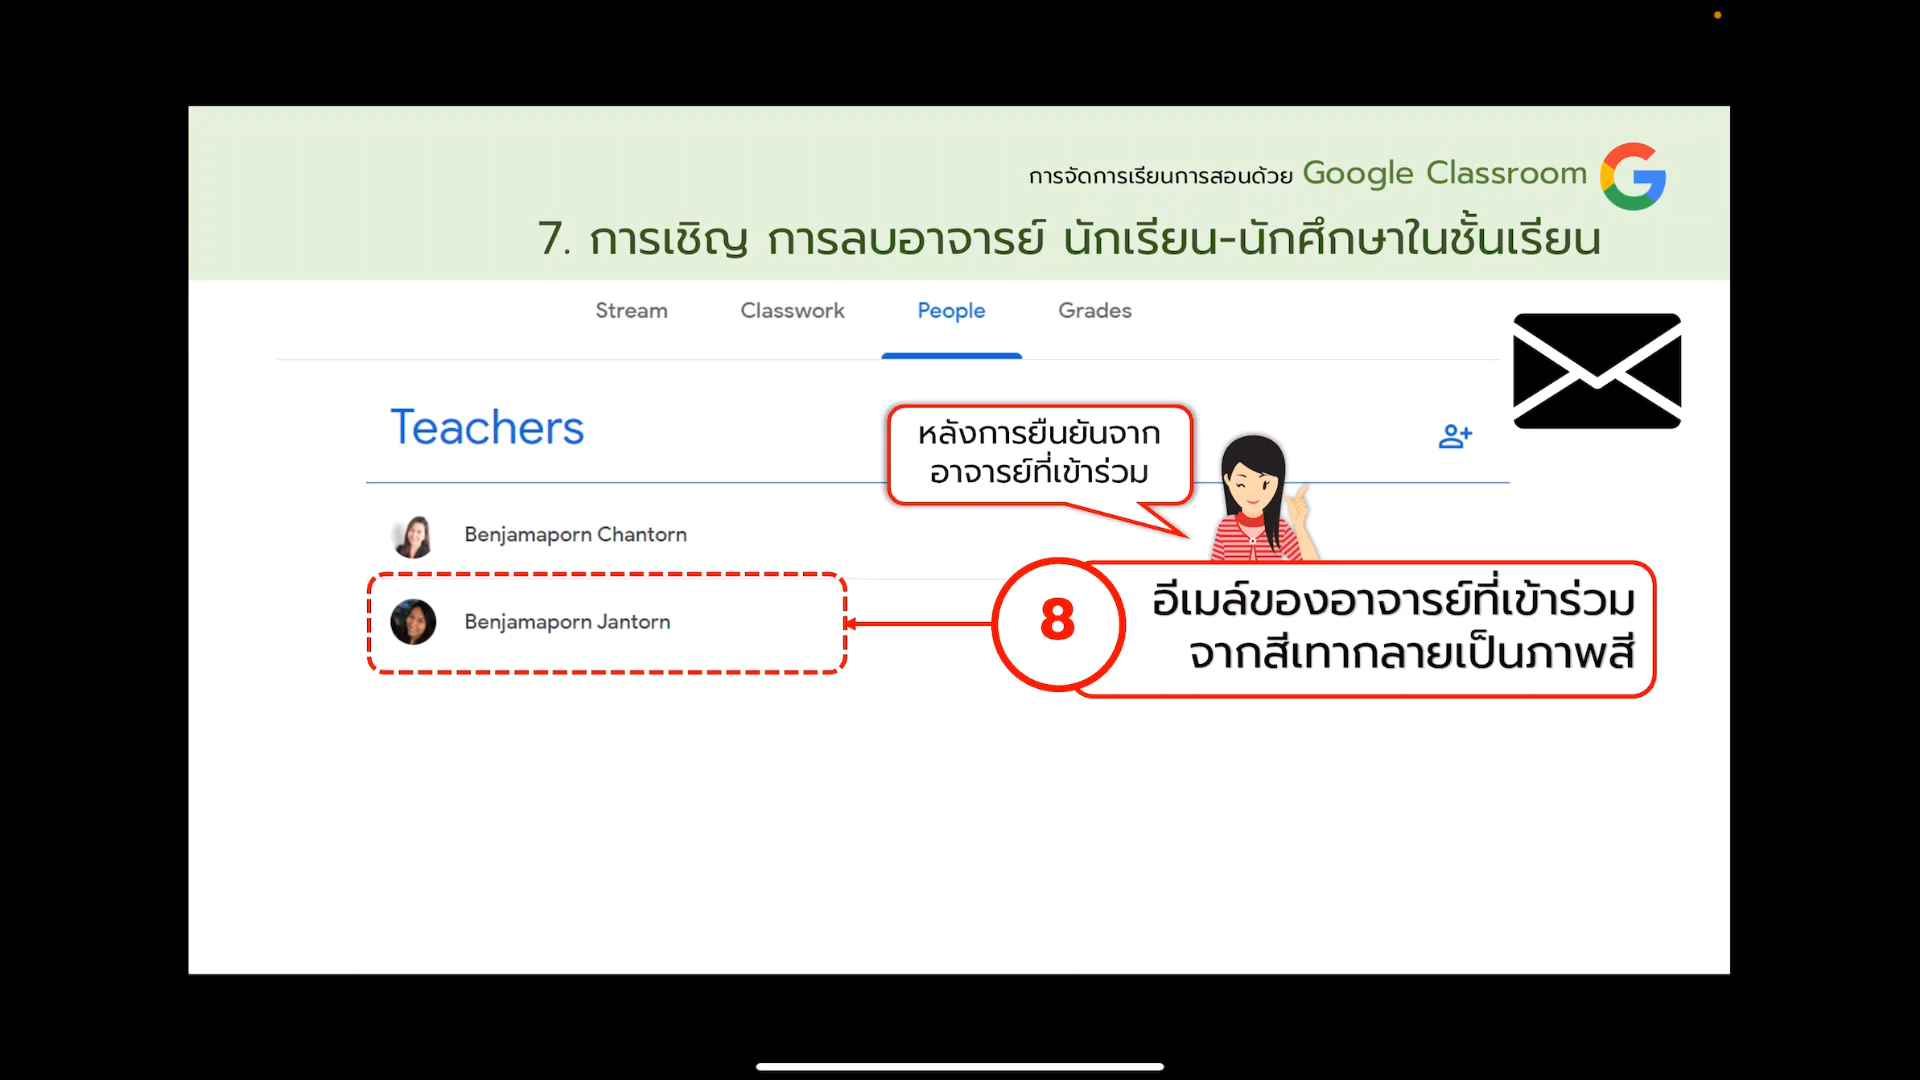 การจัดการเรียนการสอนด้วย Google Classroom
7. การเชิญ การลบอาจารย์ นักเรียน-นักศึกษาในชั้นเรียน
Stream Classwork People Grades
Teachers
หลังการยืนยันจาก
อาจารย์ที่เข้าร่วม
Benjamaporn Chantorn
Benjamaporn Jantorn
8
อีเมล์ของอาจารย์ที่เข้าร่วม
จากสีเทากลายเป็นภาพสี